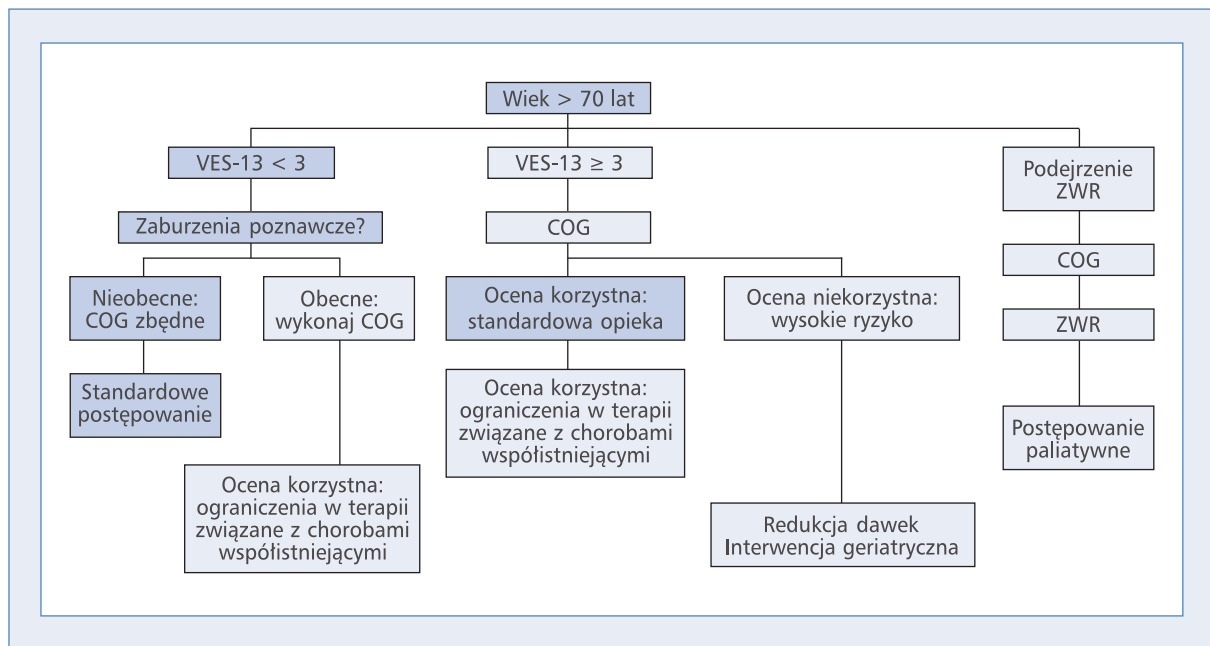 Wiek > 70 lat
VES-13 < 3
VES-13 ≥ 3
Podejrzenie
ZWR
Zaburzenia poznawcze?
COG
COG
Nieobecne:
COG zbędne
Obecne:
wykonaj COG
Ocena korzystna:
standardowa opieka
Ocena niekorzystna:
wysokie ryzyko
ZWR
Standardowe
postępowanie
Ocena korzystna:
ograniczenia w terapii
związane z chorobami
współistniejącymi
Postępowanie
paliatywne
Ocena korzystna:
ograniczenia w terapii
związane z chorobami
współistniejącymi
Redukcja dawek
Interwencja geriatryczna